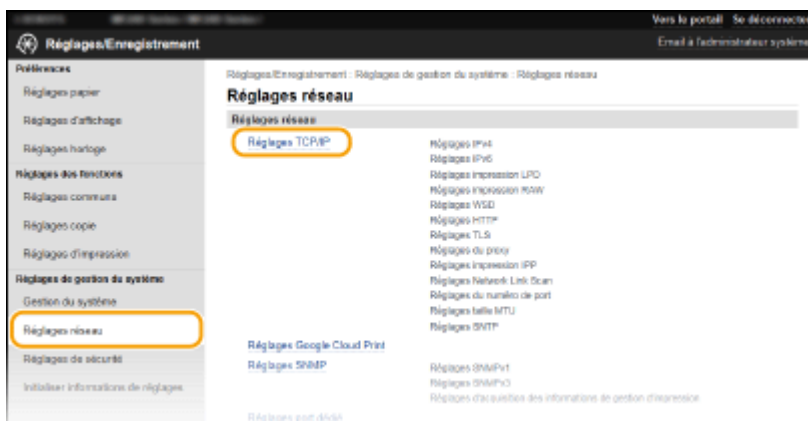 Vers le portail Se déconnecter
Réglages/Enregistrement
Email à l'administrateur système
Préférences
Réglages papier
Réglages d'affichage
Réglages horloge
Réglages des fonctions
Réglages communs
Réglages copie
Réglages d'impression
Réglages de gestion du système
Gestion du système
Réglages réseau
Réglages de sécurité
Initialiser informations de réglages
Réglages/Enregistrement : Réglages de gestion du système : Réglages réseau
Réglages réseau
Réglages réseau
Réglages TCP/IP
Réglages IPv4
Réglages IPv6
Réglages impression LPD
Réglages impression RAW
Réglages WSD
Réglages HTTP
Réglages TLS
Réglages du proxy
Réglages impression IPP
Réglages Network Link Scan
Réglages du numéro de port
Réglages taille MTU
Réglages SNTP
Réglages Google Cloud Print
Réglages SNMP
Réglages SNMPv1
Réglages SNMPv3
Réglages d'acquisition des informations de gestion d'impression
Réglages port dédié